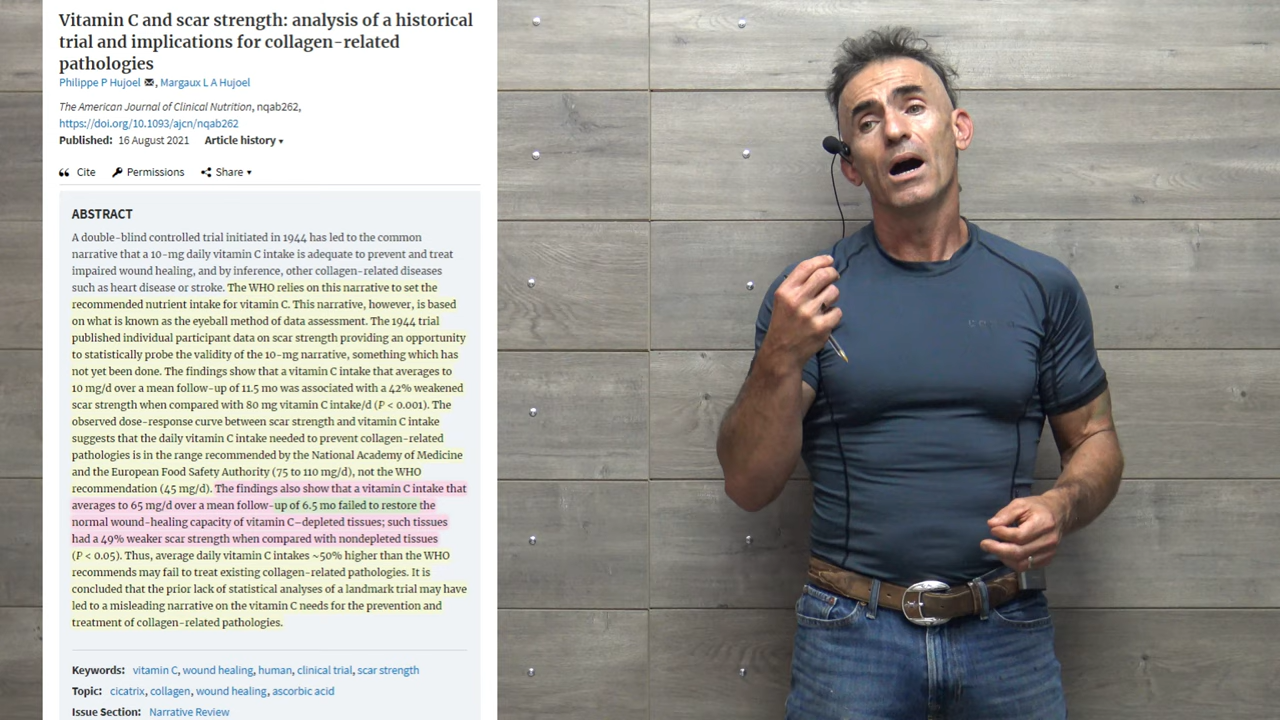 Vitamin C and scar strength: analysis of a historical
trial and implications for collagen-related
pathologies
Philippe P Hujoel , Margaux L A Hujoel
The American Journal of Clinical Nutrition, nqab262,
https://doi.org/10.1093/ajcn/nqab262
Published: 16 August 2021 Article history ▾
Cite Permissions Share ▾
ABSTRACT
A double-blind controlled trial initiated in 1944 has led to the common
narrative that a 10-mg daily vitamin C intake is adequate to prevent and treat
impaired wound healing, and by inference, other collagen-related diseases
such as heart disease or stroke. The WHO relies on this narrative to set the
recommended nutrient intake for vitamin C. This narrative, however, is based
on what is known as the eyeball method of data assessment. The 1944 trial
published individual participant data on scar strength providing an opportunity
to statistically probe the validity of the 10-mg narrative, something which has
not yet been done. The findings show that a vitamin C intake that averages to
10 mg/d over a mean follow-up of 11.5 mo was associated with a 42% weakened
scar strength when compared with 80 mg vitamin C intake/d (P < 0.001). The
observed dose-response curve between scar strength and vitamin C intake
suggests that the daily vitamin C intake needed to prevent collagen-related
pathologies is in the range recommended by the National Academy of Medicine
and the European Food Safety Authority (75 to 110 mg/d), not the WHO
recommendation (45 mg/d). The findings also show that a vitamin C intake that
averages to 65 mg/d over a mean follow-up of 6.5 mo failed to restore the
normal wound-healing capacity of vitamin C–depleted tissues; such tissues
had a 49% weaker scar strength when compared with nondepleted tissues
(P < 0.05). Thus, average daily vitamin C intakes ~50% higher than the WHO
recommends may fail to treat existing collagen-related pathologies. It is
concluded that the prior lack of statistical analyses of a landmark trial may have
led to a misleading narrative on the vitamin C needs for the prevention and
treatment of collagen-related pathologies.
Keywords: vitamin C, wound healing, human, clinical trial, scar strength
Topic: cicatrix, collagen, wound healing, ascorbic acid
Issue Section: Narrative Review